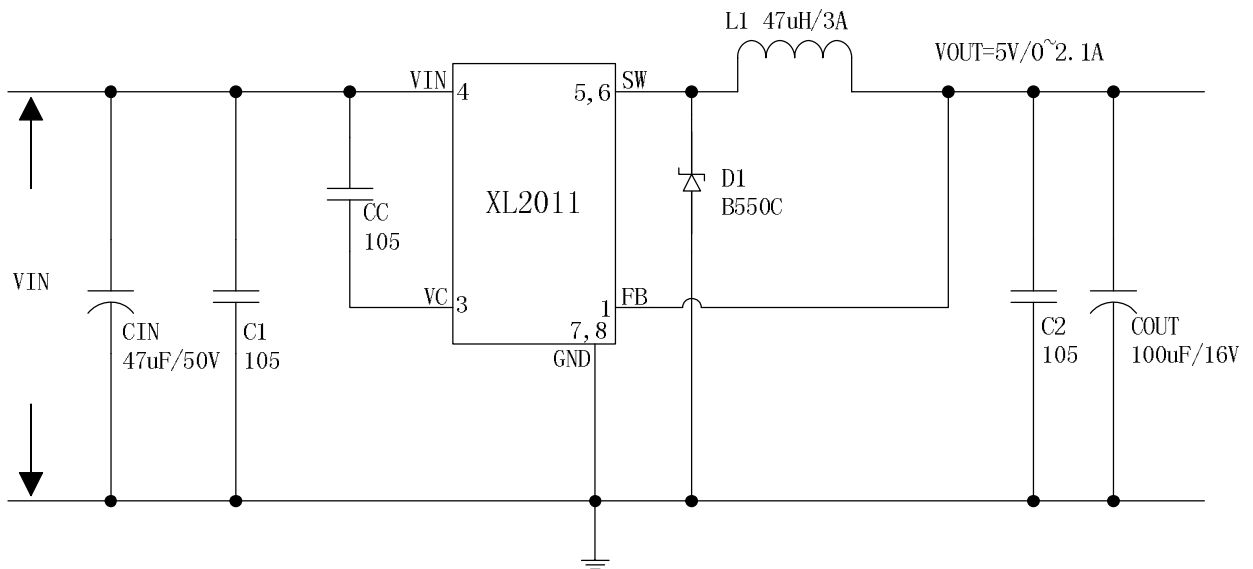 L1 47uH/3A
VOUT=5V/0~2.1A
VIN
4
5,6
SW
XL2011
D1
B550C
CC
105
VIN
VC
3
1
FB
7,8
GND
CIN
47uF/50V
C1
105
C2
105
COUT
100uF/16V